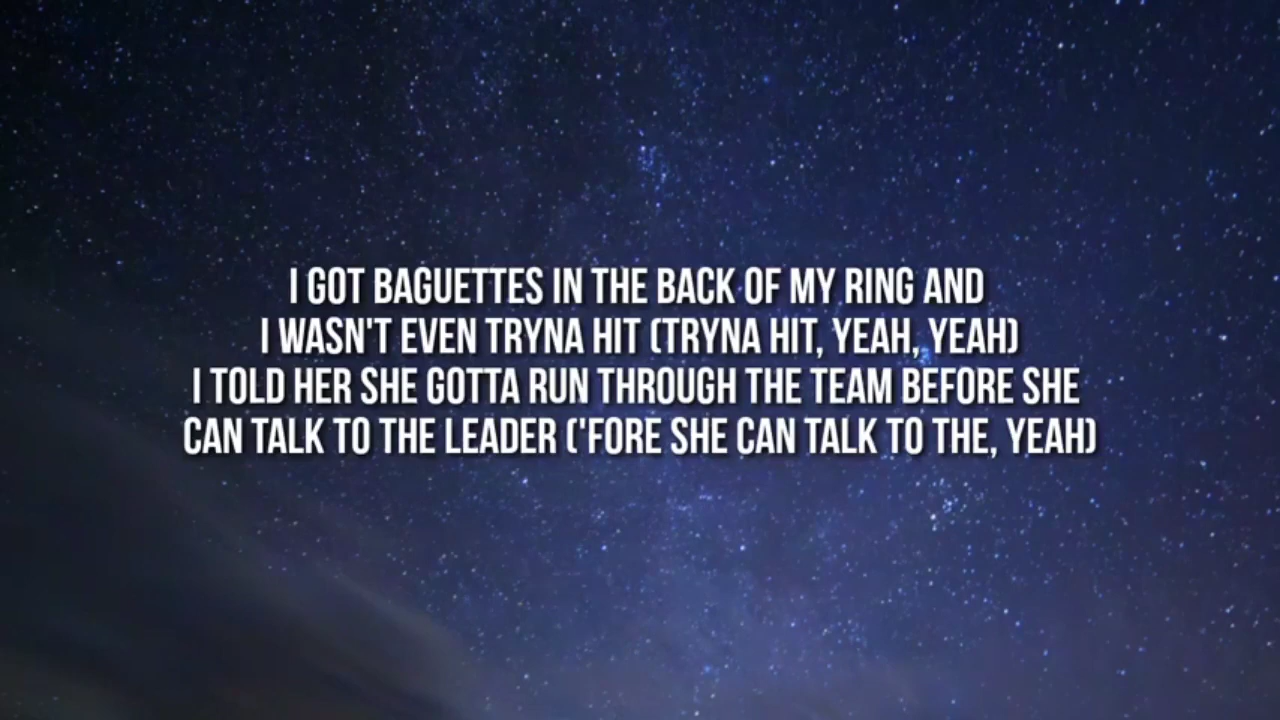 I GOT BAGUETTES IN THE BACK OF MY RING AND
I WASN'T EVEN TRYNA HIT (TRYNA HIT, YEAH, YEAH)
I TOLD HER SHE GOTTA RUN THROUGH THE TEAM BEFORE SHE
CAN TALK TO THE LEADER ('FORE SHE CAN TALK TO THE, YEAH)